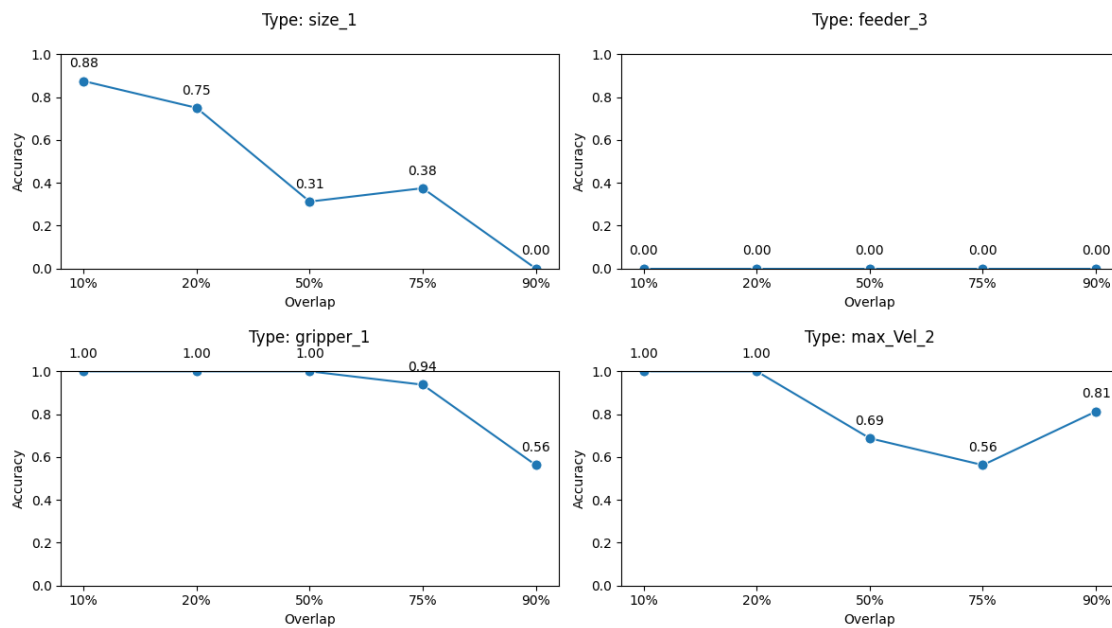 Type: size_1
1.0
0.8
0.6
0.4
0.2
0.0
Accuracy
0.88
0.75
0.31
0.38
0.00
10% 20% 50% 75% 90%
Overlap
Type: feeder_3
1.0
0.8
0.6
0.4
0.2
0.0
Accuracy
0.00 0.00 0.00 0.00 0.00
10% 20% 50% 75% 90%
Overlap
Type: gripper_1
1.0
0.8
0.6
0.4
0.2
0.0
Accuracy
1.00
1.00
1.00
0.94
0.56
10% 20% 50% 75% 90%
Overlap
Type: max_Vel_2
1.0
0.8
0.6
0.4
0.2
0.0
Accuracy
1.00
1.00
0.69
0.56
0.81
10% 20% 50% 75% 90%
Overlap